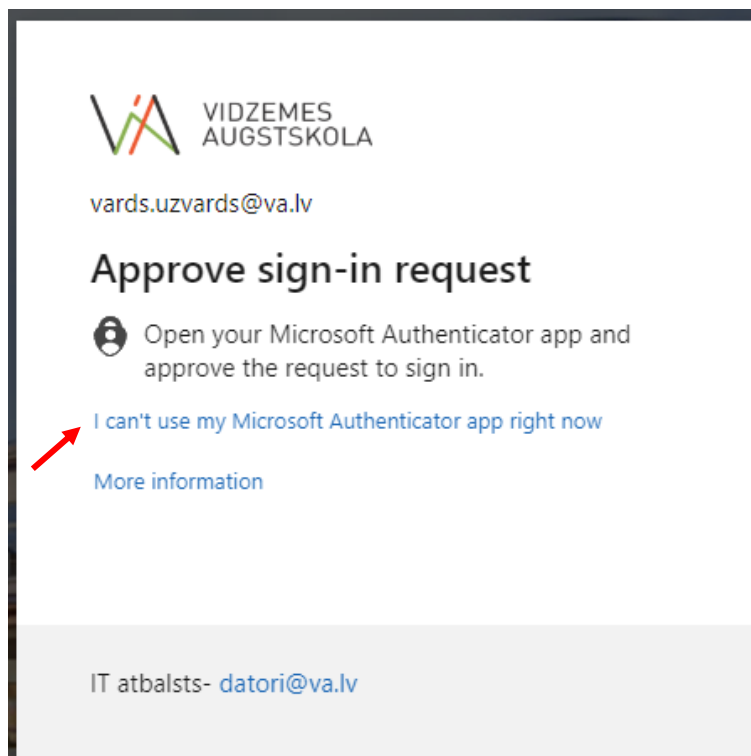 VIDZEMES
AUGSTSKOLA
vards.uzvards@va.lv
Approve sign-in request
Open your Microsoft Authenticator app and
approve the request to sign in.
I can't use my Microsoft Authenticator app right now
More information
IT atbalsts- datori@va.lv